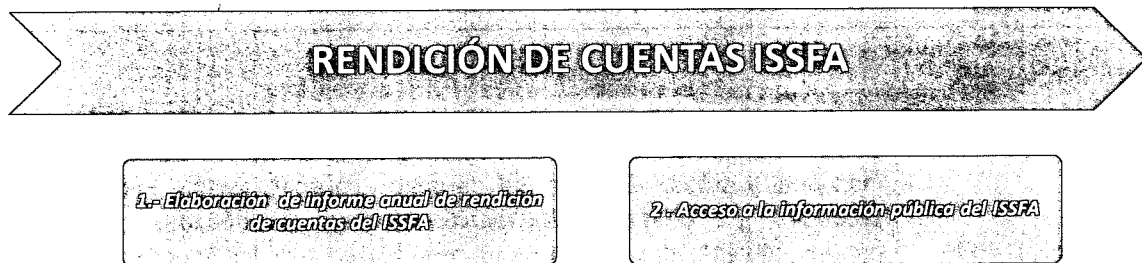 RENDICIÓN DE CUENTAS ISSFA
1.- Elaboración de Informe anual de rendición
de cuentas del ISSFA
2 . Acceso a la información pública del ISSFA